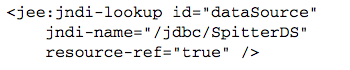 <jee:jndi-lookup id="dataSource"
    jndi-name="/jdbc/SpitterDS"
    resource-ref="true" />